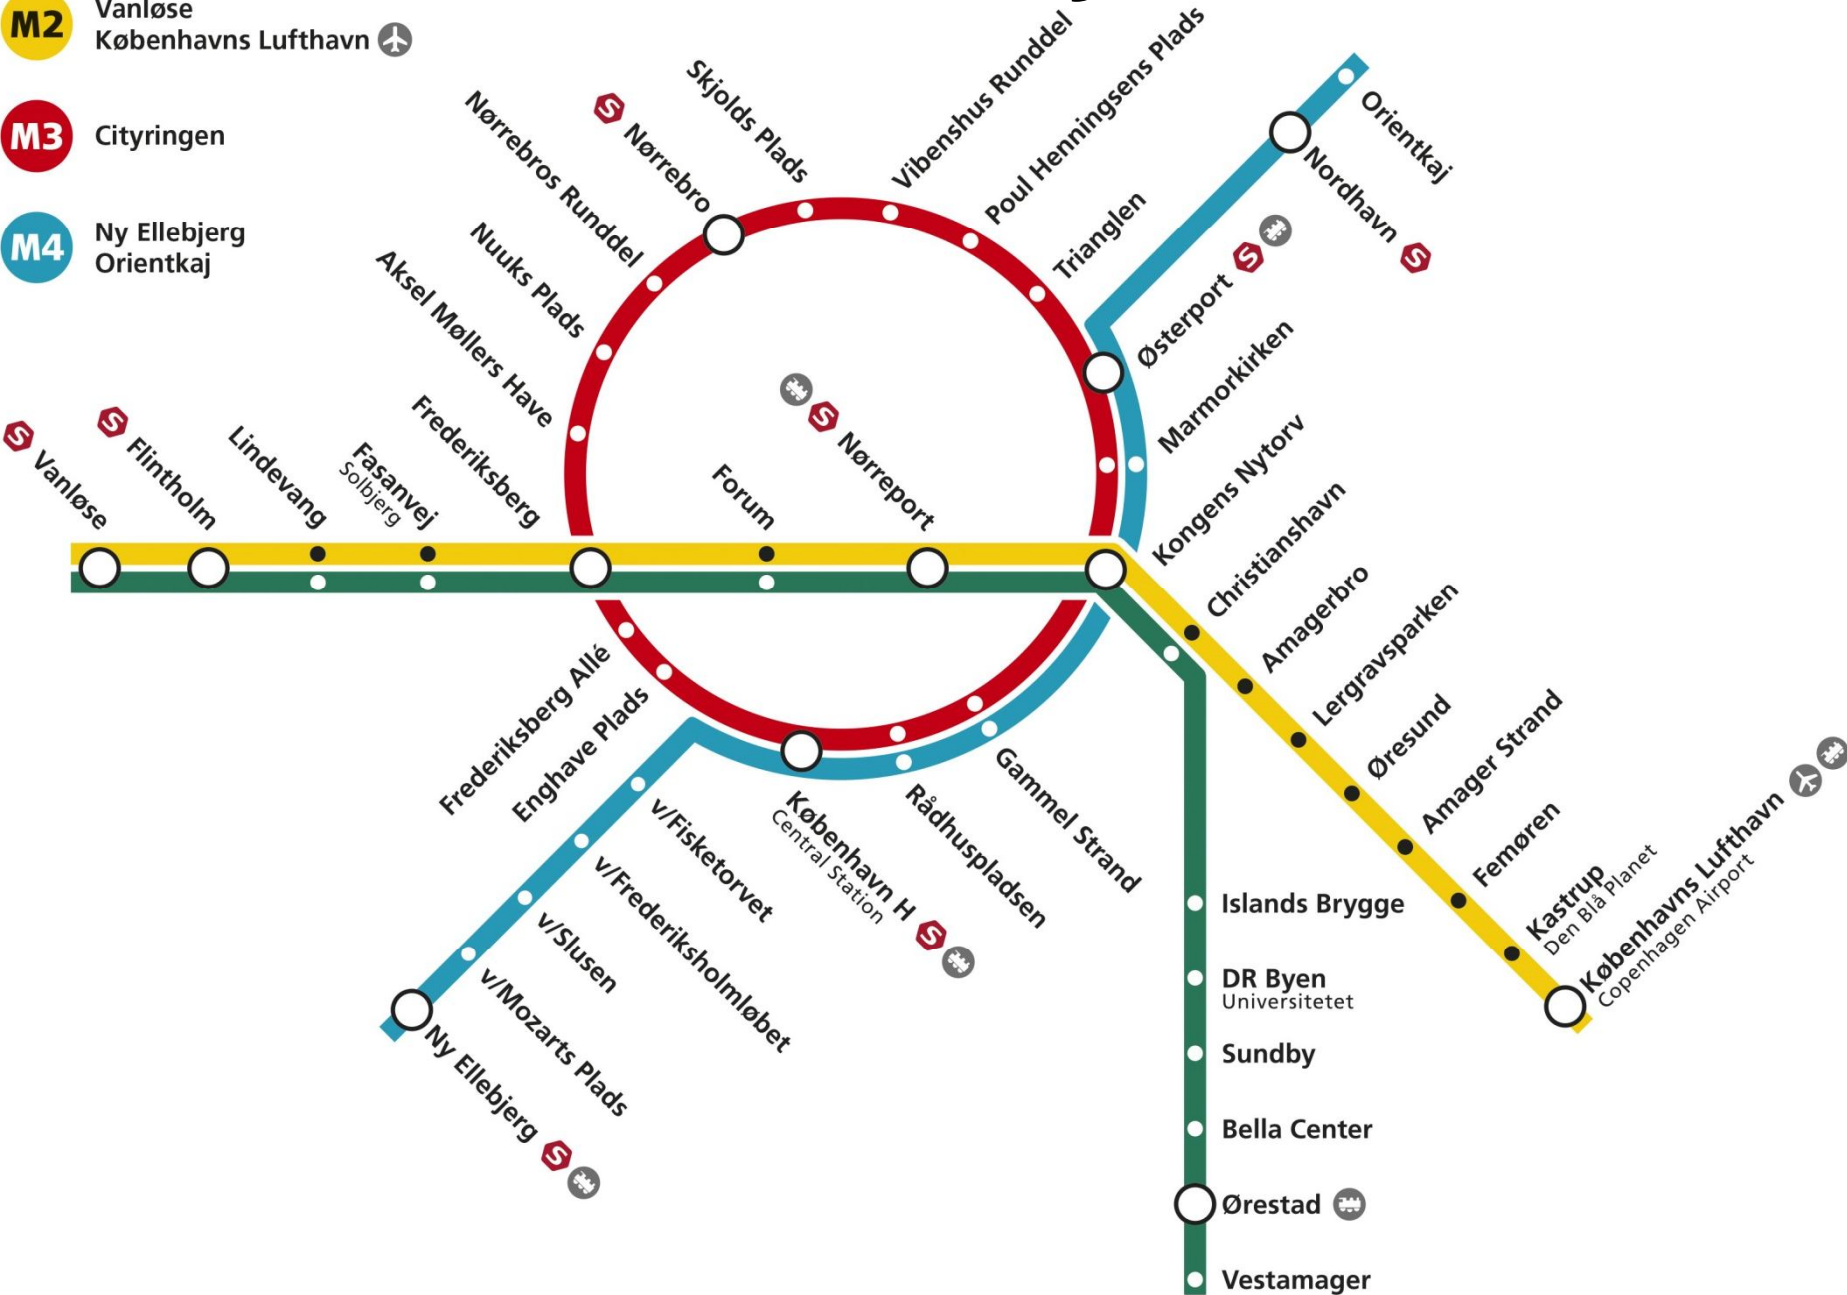 M2
Vanløse
Københavns Lufthavn
M3
Cityringen
M4
Ny Ellebjerg
Orientkaj
S
Vanløse
S
Flintholm
Lindevang
Fasanvej
Solbjerg
Frederiksberg
Aksel Møllers Have
Nuuks Plads
Nørrebros Runddel
S
Nørrebro
Skjolds Plads
Vibenshus Runddel
Poul Henningsens Plads
Trianglen
Østerport
S
Orientkaj
Nordhavn
S
Marmorkirken
Forum
S
Nørreport
Kongens Nytorv
Christianshavn
Amagerbro
Lergravsparken
Øresund
Amager Strand
Femøren
Kastrup
Den Blå Planet
Københavns Lufthavn
Copenhagen Airport
Frederiksberg Allé
Enghave Plads
København H
Central Station
S
Rådhuspladsen
Gammel Strand
v/Fisketorvet
v/Frederiksholmløbet
v/Slusen
v/Mozarts Plads
Ny Ellebjerg
S
Islands Brygge
DR Byen
Universitetet
Sundby
Bella Center
Ørestad
Vestamager